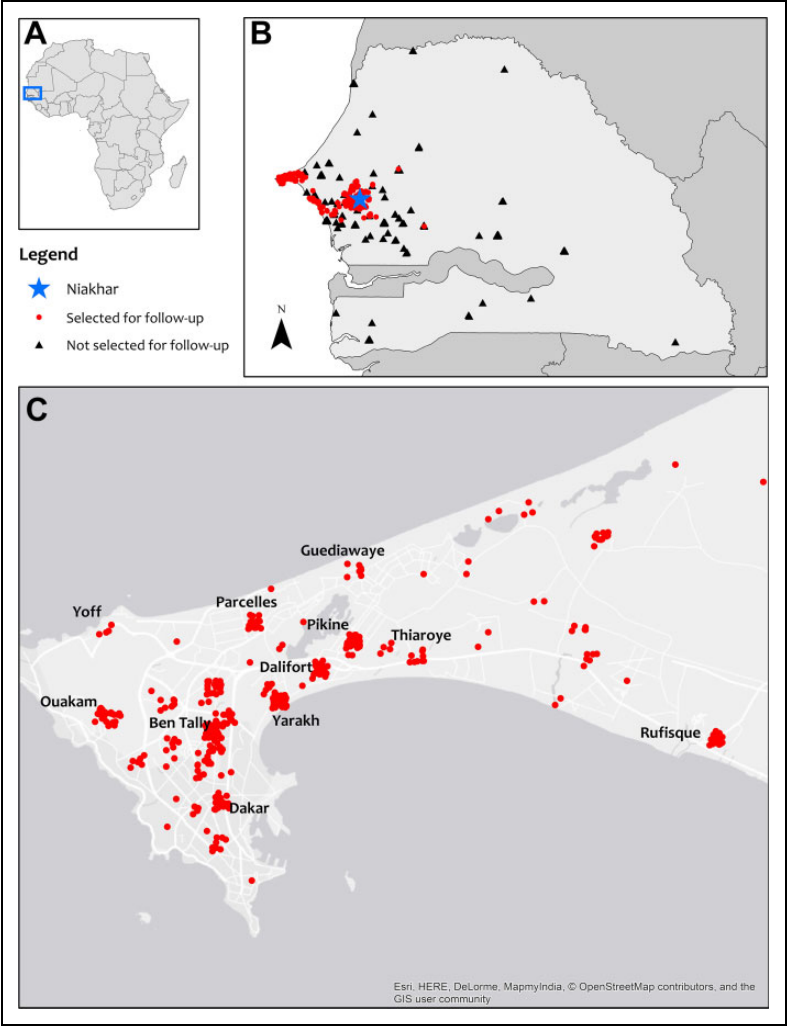 A
B
Legend
Niakhar
Selected for follow-up
Not selected for follow-up
N
C
Guediawaye
Parcelles
Yoff
Pikine
Thiaroye
Dalifort
Ouakam
Ben Tally
Yarakh
Rufisque
Dakar
Esri, HERE, DeLorme, MapmyIndia, © OpenStreetMap contributors, and the
GIS user community